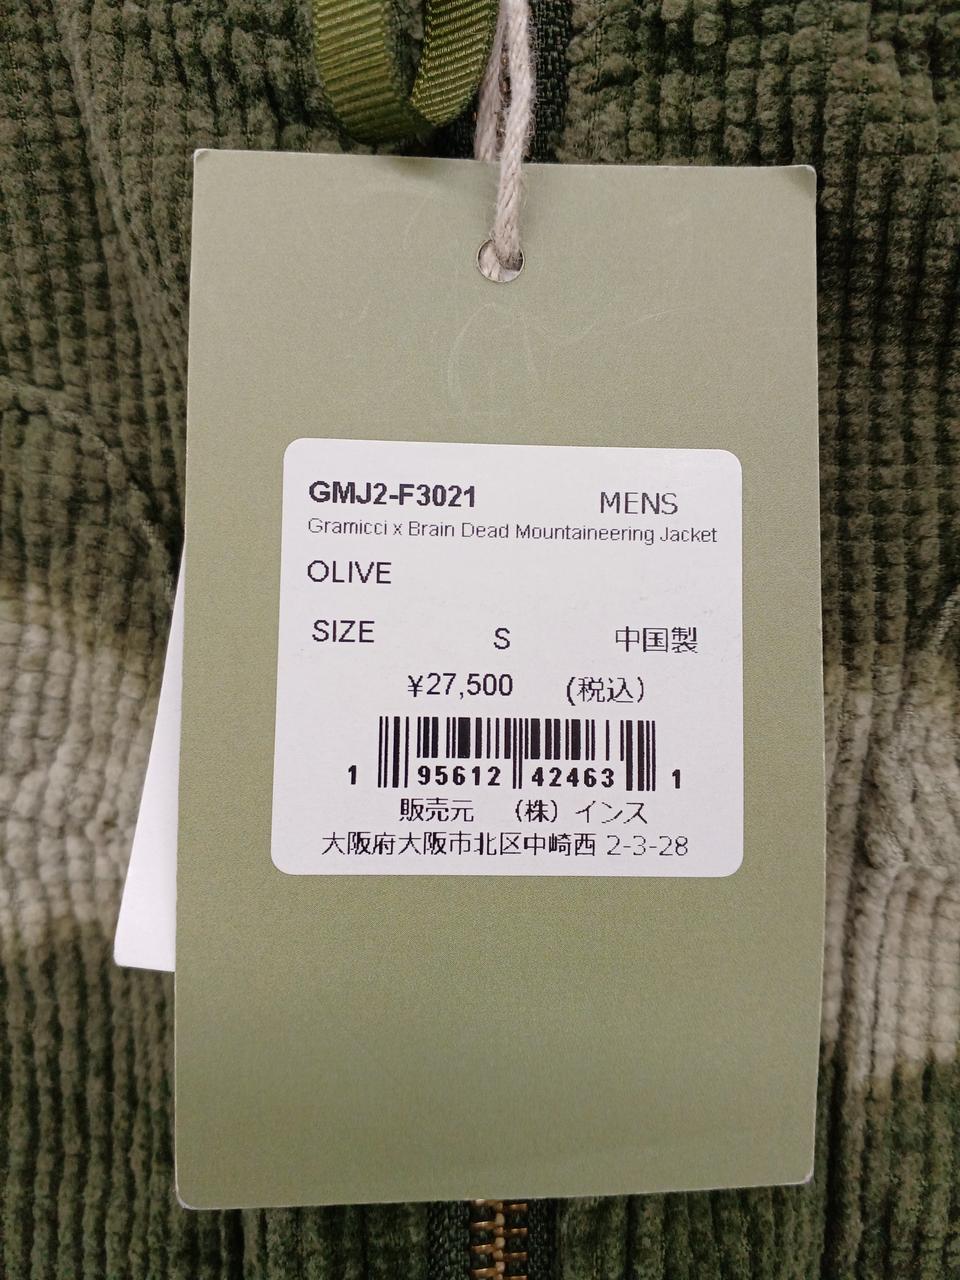 GMJ2-F3021 MENS
Gramicci x Brain Dead Mountaineering Jacket
OLIVE
SIZE S 中国製
¥27,500 (税込)
1 95612 42463 1
販売元 (株) インス
大阪府大阪市北区中崎西 2-3-28